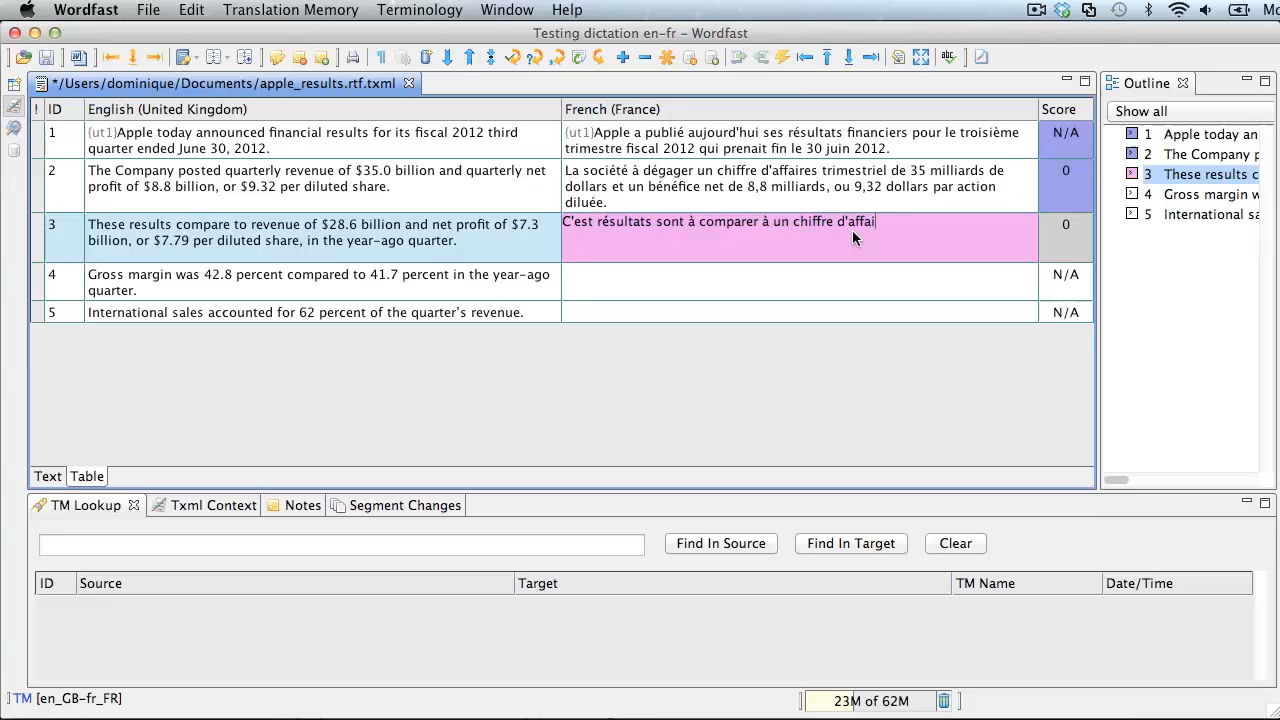 Wordfast File Edit Translation Memory Terminology Window Help
Testing dictation en-fr – Wordfast
*/Users/dominique/Documents/apple_results.rtf.txml
Outline
! ID English (United Kingdom) French (France) Score
Show all
1 {ut1}Apple today announced financial results for its fiscal 2012 third
quarter ended June 30, 2012.
{ut1}Apple a publié aujourd'hui ses résultats financiers pour le troisième
trimestre fiscal 2012 qui prenait fin le 30 juin 2012.
N/A
2 The Company posted quarterly revenue of $35.0 billion and quarterly net
profit of $8.8 billion, or $9.32 per diluted share.
La société à dégager un chiffre d'affaires trimestriel de 35 milliards de
dollars et un bénéfice net de 8,8 milliards, ou 9,32 dollars par action
diluée.
0
3 These results compare to revenue of $28.6 billion and net profit of $7.3
billion, or $7.79 per diluted share, in the year-ago quarter.
C'est résultats sont à comparer à un chiffre d'affai
0
4 Gross margin was 42.8 percent compared to 41.7 percent in the year-ago
quarter.
N/A
5 International sales accounted for 62 percent of the quarter's revenue.
N/A
1 Apple today an
2 The Company p
3 These results c
4 Gross margin w
5 International sa
Text Table
TM Lookup Txml Context Notes Segment Changes
Find In Source Find In Target Clear
ID Source Target TM Name Date/Time
TM [en_GB-fr_FR]
23M of 62M